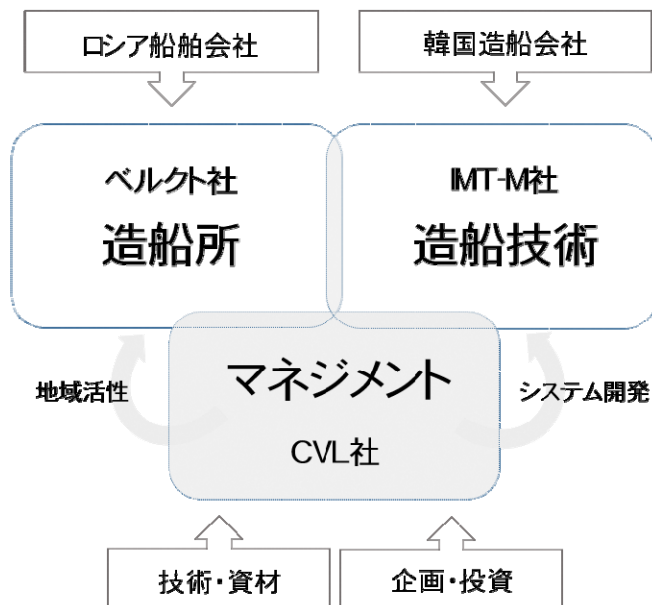 ロシア船舶会社
韓国造船会社
ベルクト社
造船所
IMT-M社
造船技術
地域活性
マネジメント
CVL社
システム開発
技術・資材
企画・投資